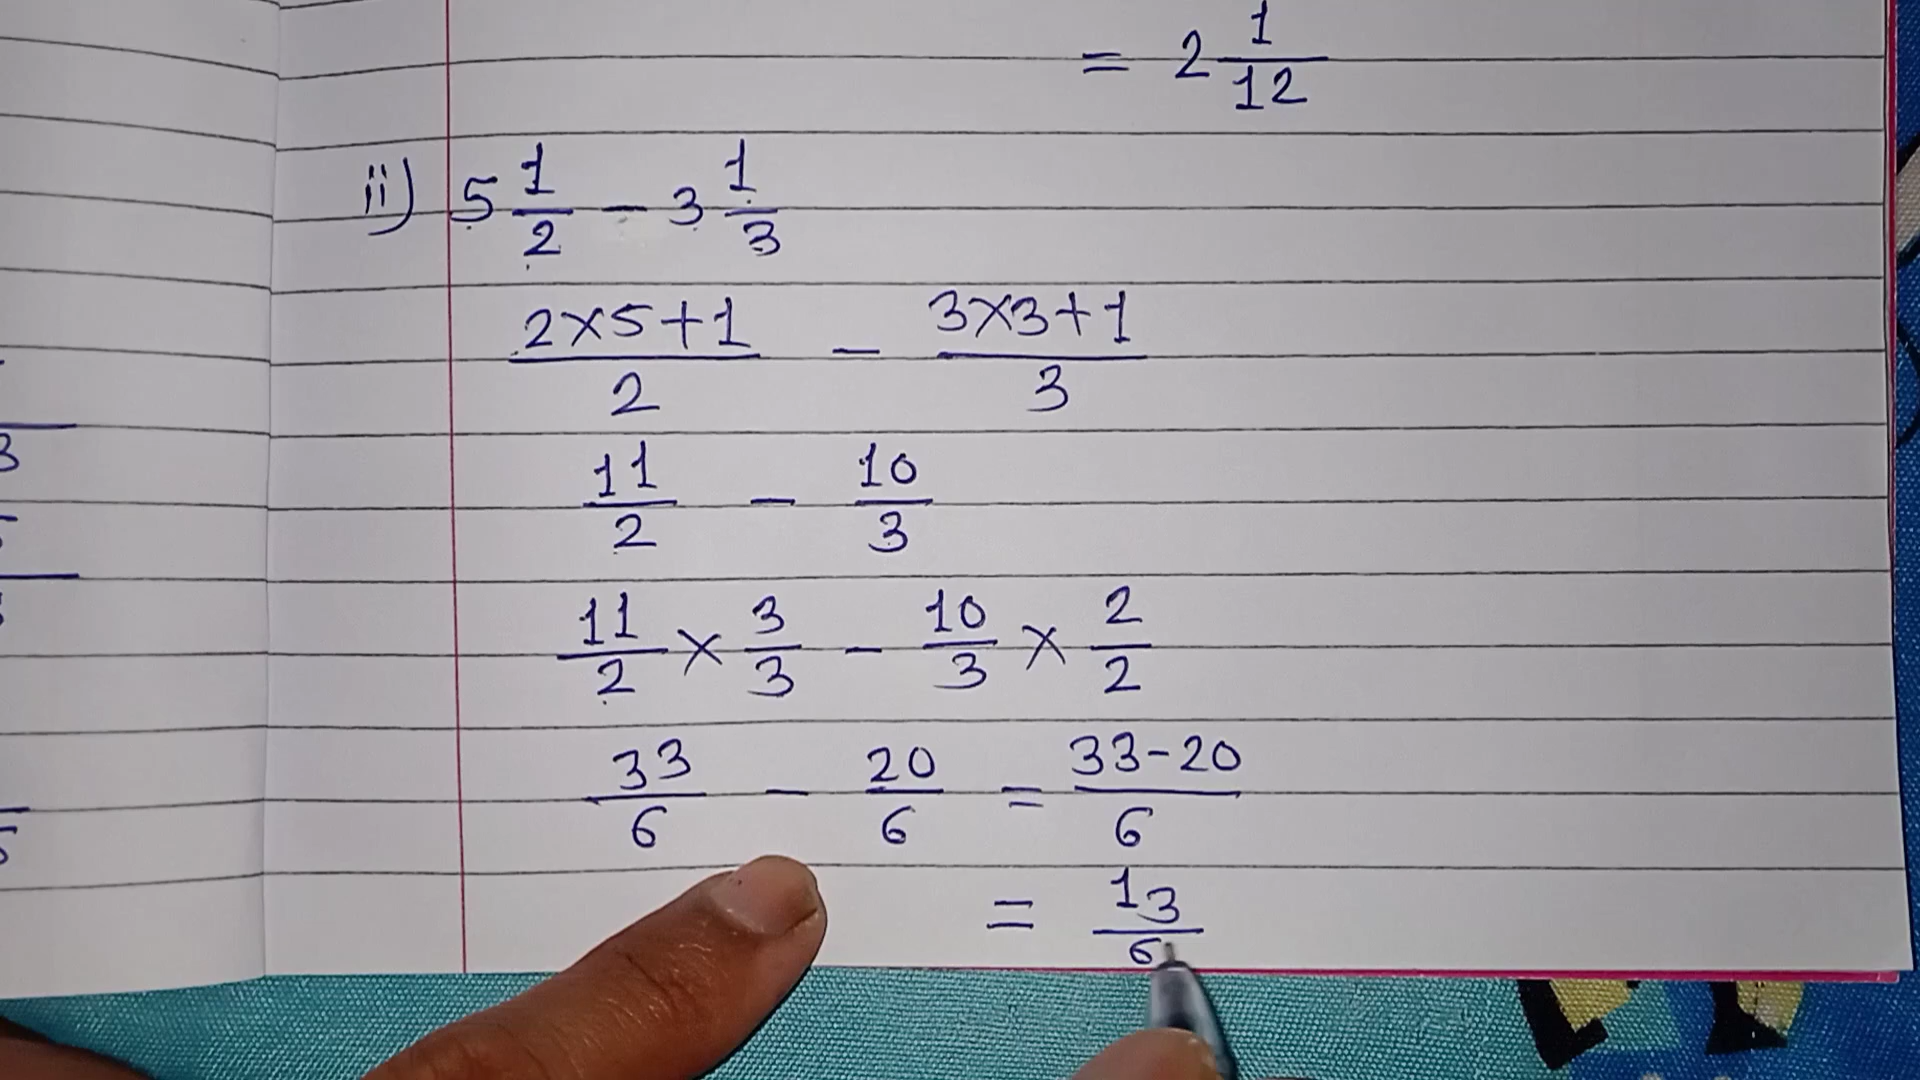 = 2 1/12
ii) 5 1/2 - 3 1/3
(2×5+1)/2 - (3×3+1)/3
11/2 - 10/3
11/2 × 3/3 - 10/3 × 2/2
33/6 - 20/6 = (33-20)/6
= 13/6